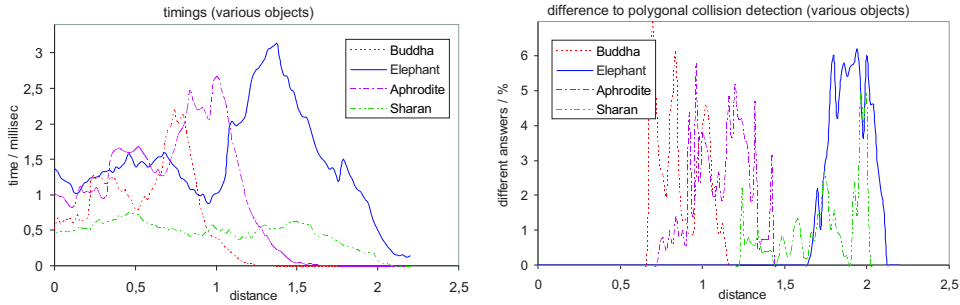 timings (various objects)
time / millisec
3
2,5
2
1,5
1
0,5
0
0
0,5
1
1,5
2
2,5
distance
Buddha
Elephant
Aphrodite
Sharan
difference to polygonal collision detection (various objects)
different answers / %
6
5
4
3
2
1
0
0
0,5
1
1,5
2
2,5
distance
Buddha
Elephant
Aphrodite
Sharan